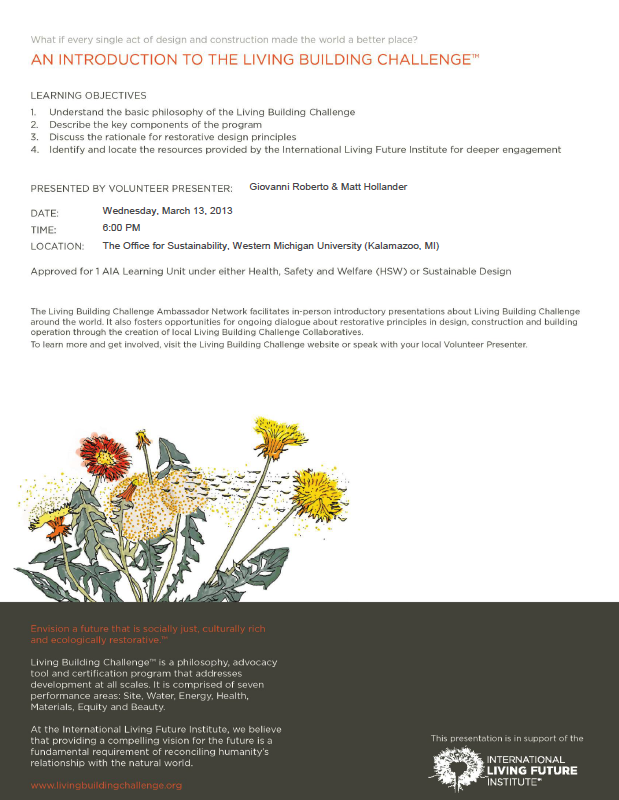 What if every single act of design and construction made the world a better place?
AN INTRODUCTION TO THE LIVING BUILDING CHALLENGE™
LEARNING OBJECTIVES
1. Understand the basic philosophy of the Living Building Challenge
2. Describe the key components of the program
3. Discuss the rationale for restorative design principles
4. Identify and locate the resources provided by the International Living Future Institute for deeper engagement
PRESENTED BY VOLUNTEER PRESENTER: Giovanni Roberto & Matt Hollander
DATE: Wednesday, March 13, 2013
TIME: 6:00 PM
LOCATION: The Office for Sustainability, Western Michigan University (Kalamazoo, MI)
Approved for 1 AIA Learning Unit under either Health, Safety and Welfare (HSW) or Sustainable Design
The Living Building Challenge Ambassador Network facilitates in-person introductory presentations about Living Building Challenge
around the world. It also fosters opportunities for ongoing dialogue about restorative principles in design, construction and building
operation through the creation of local Living Building Challenge Collaboratives.
To learn more and get involved, visit the Living Building Challenge website or speak with your local Volunteer Presenter.
Envision a future that is socially just, culturally rich
and ecologically restorative.™
Living Building Challenge™ is a philosophy, advocacy
tool and certification program that addresses
development at all scales. It is comprised of seven
performance areas: Site, Water, Energy, Health,
Materials, Equity and Beauty.
At the International Living Future Institute, we believe
that providing a compelling vision for the future is a
fundamental requirement of reconciling humanity's
relationship with the natural world.
www.livingbuildingchallenge.org
This presentation is in support of the
INTERNATIONAL
LIVING FUTURE
INSTITUTE™